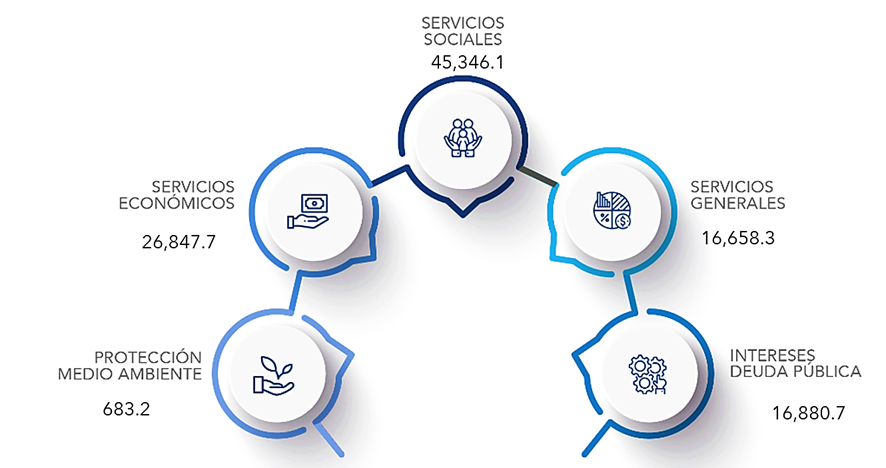 SERVICIOS
SOCIALES
45,346.1
SERVICIOS
ECONÓMICOS
26,847.7
SERVICIOS
GENERALES
16,658.3
PROTECCIÓN
MEDIO AMBIENTE
683.2
INTERESES
DEUDA PÚBLICA
16,880.7